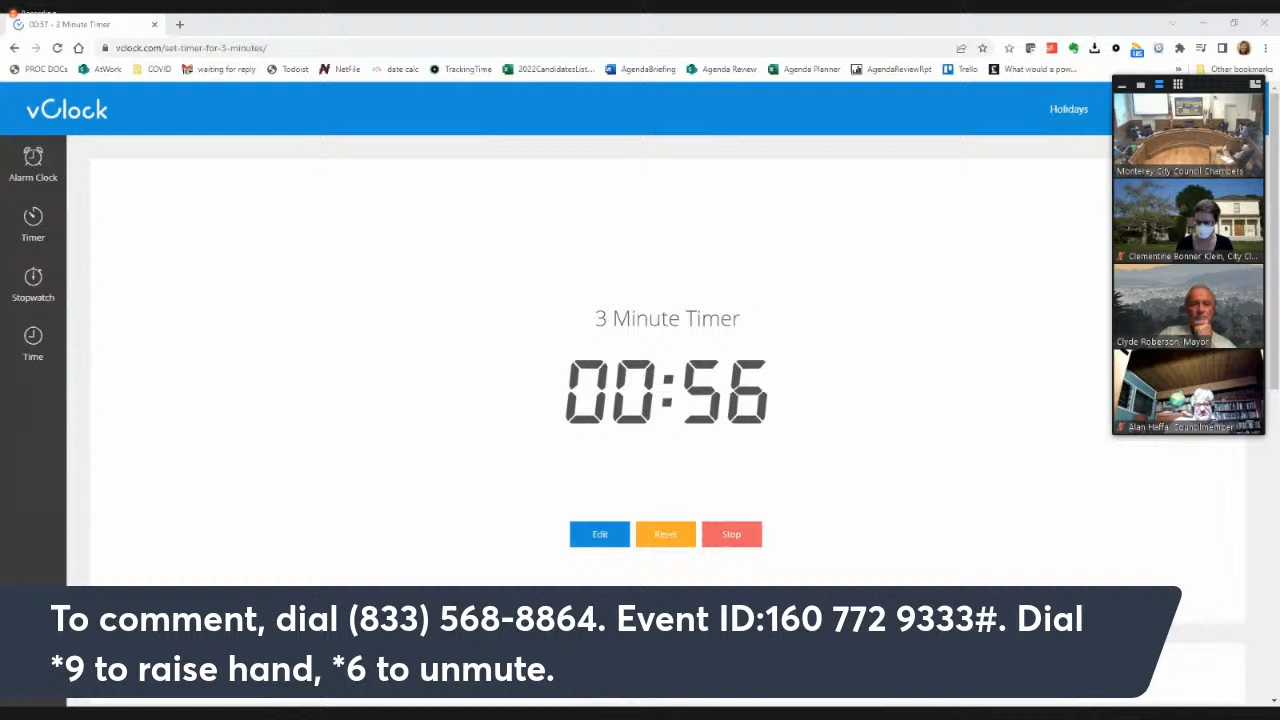 Recording
00:57 - 3 Minute Timer
vclock.com/set-timer-for-3-minutes/
185
PROC DOCs
AtWork
COVID
waiting for reply
Todoist
NetFile
date calc
TrackingTime
2022CandidatesList...
AgendaBriefing
Agenda Review
Agenda Planner
AgendaReviewRpt
Trello
What would a pow...
»
Other bookmarks
vClock
Holidays
Alarm Clock
Timer
Stopwatch
Time
3 Minute Timer
00:56
Edit
Reset
Stop
Monterey City Council Chambers
Clementine Bonner Klein, City Cl...
Clyde Roberson, Mayor
Alan Haffa, Councilmember
To comment, dial (833) 568-8864. Event ID:160 772 9333#. Dial
*9 to raise hand, *6 to unmute.